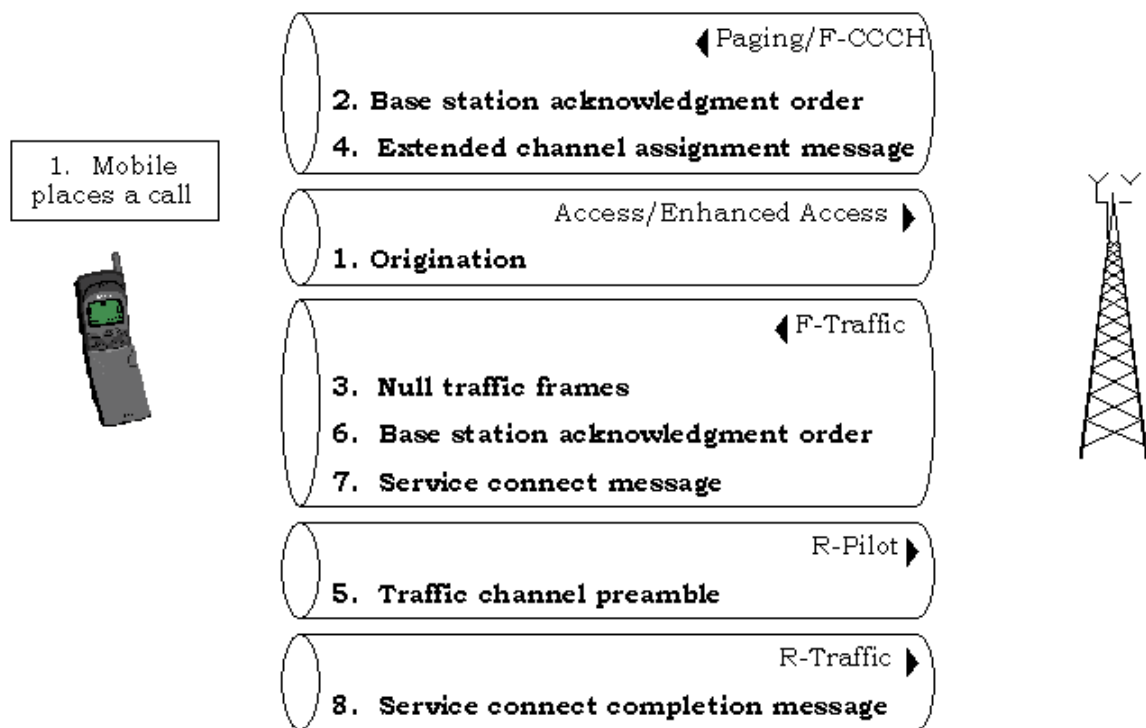 Paging/F-CCCH
2. Base station acknowledgment order
4. Extended channel assignment message
1. Mobile
places a call
Access/Enhanced Access
1. Origination
F-Traffic
3. Null traffic frames
6. Base station acknowledgment order
7. Service connect message
R-Pilot
5. Traffic channel preamble
R-Traffic
8. Service connect completion message